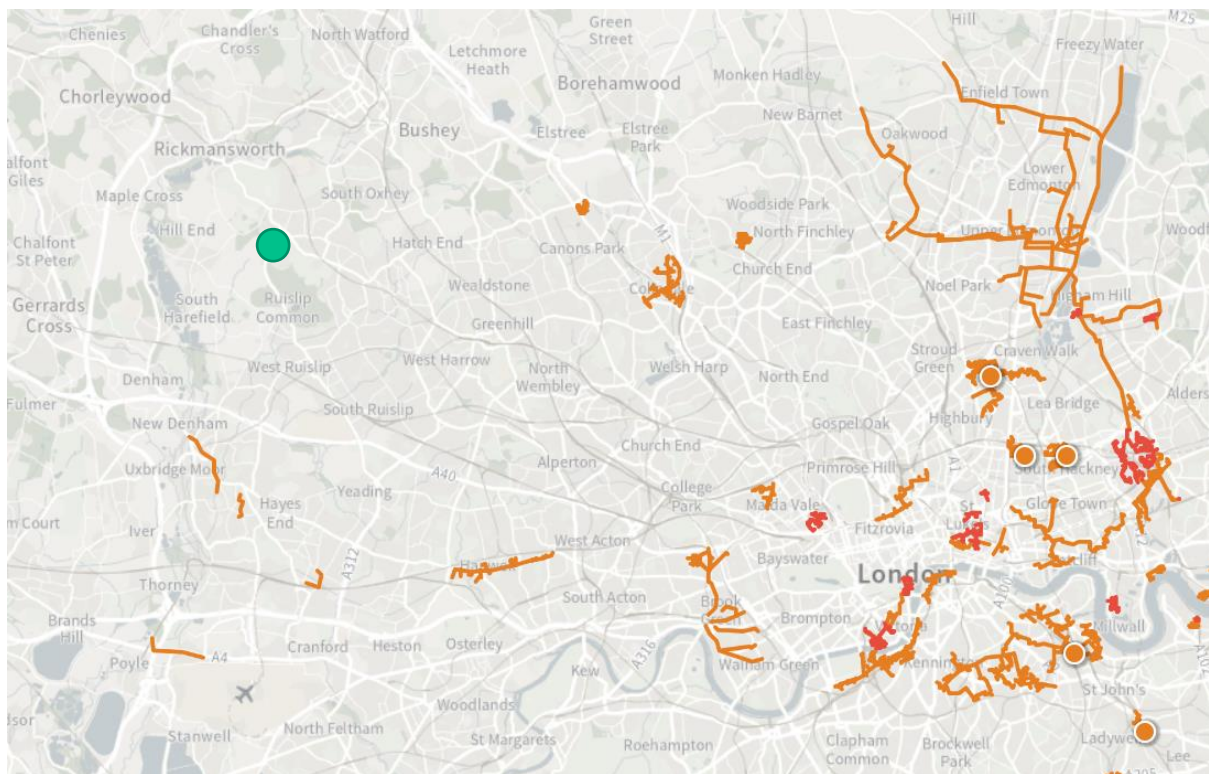 Chenies
Chandler's
Cross
North Watford
Letchmore
Heath
Green
Street
Borehamwood
Monken Hadley
Hill
M25
Freezy Water
Enfield Town
Chorleywood
Bushey
Elstree
Elstree
Park
New Barnet
Oakwood
Rickmansworth
alfont
Giles
Maple Cross
South Oxhey
Lower
Edmonton
Woodside Park
Chalfont
St Peter
Hill End
Hatch End
Canons Park
M1
North Finchley
Church End
Gerrards
Cross
South
Harefield
Ruislip
Common
Wealdstone
Noel Park
Greenhill
East Finchley
Stroud
Green
Craven Walk
West Ruislip
West Harrow
North
Wembley
Welsh Harp
North End
Denham
Fulmer
South Ruislip
Highbury
Lea Bridge
Alders
New Denham
Church End
Gospel Oak
A1
Uxbridge Moor
A40
Alperton
College
Park
Primrose Hill
Hayes
End
Yeading
Fitzrovia
Iver
A312
West Acton
Bayswater
London
A100
Thorney
South Acton
Brompton
Millwall
Brands
Hill
Cranford
Heston
Osterley
A316
Walham Green
Kennington
Poyle
A4
Kew
St John's
Woodlands
North Feltham
Stanwell
St Margarets
Roehampton
Clapham
Common
Brockwell
Park
Lee
A205